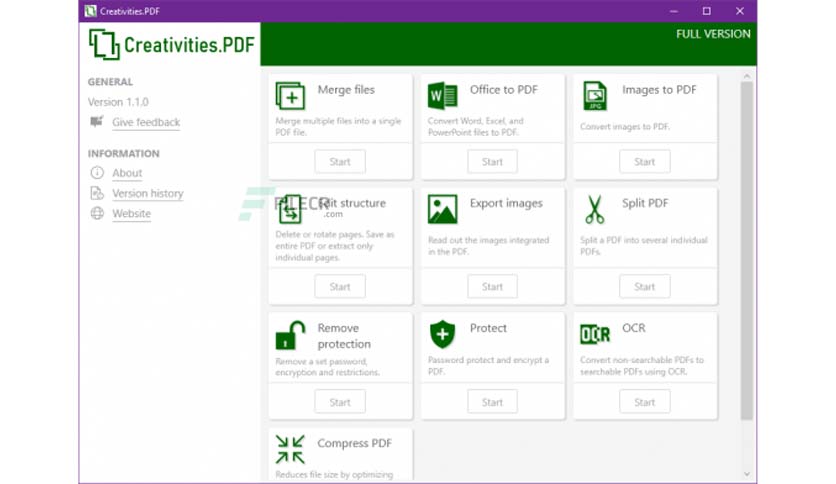 Creativities.PDF
Creativities.PDF
FULL VERSION
GENERAL
Version 1.1.0
Give feedback
INFORMATION
About
Version history
Website
Merge files
Merge multiple files into a single
PDF file.
Start
Office to PDF
Convert Word, Excel, and
PowerPoint files to PDF.
Start
Images to PDF
JPG
Convert images to PDF.
Start
Edit structure
FILECR
.com
Delete or rotate pages. Save as
entire PDF or extract only
individual pages.
Start
Export images
Read out the images integrated
in the PDF.
Start
Split PDF
Split a PDF into several individual
PDFs.
Start
Remove
protection
Remove a set password,
encryption and restrictions.
Start
Protect
Password protect and encrypt a
PDF.
Start
OCR
OCR
Convert non-searchable PDFs to
searchable PDFs using OCR.
Start
Compress PDF
Reduces file size by optimizing